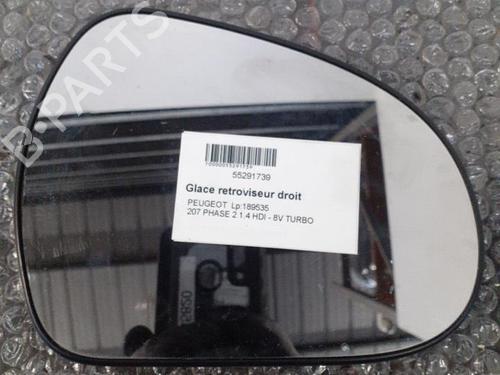 B-Parts
55291739
Glace retroviseur droit
PEUGEOT Lp:189535
207 PHASE 2 1.4 HDI - 8V TURBO